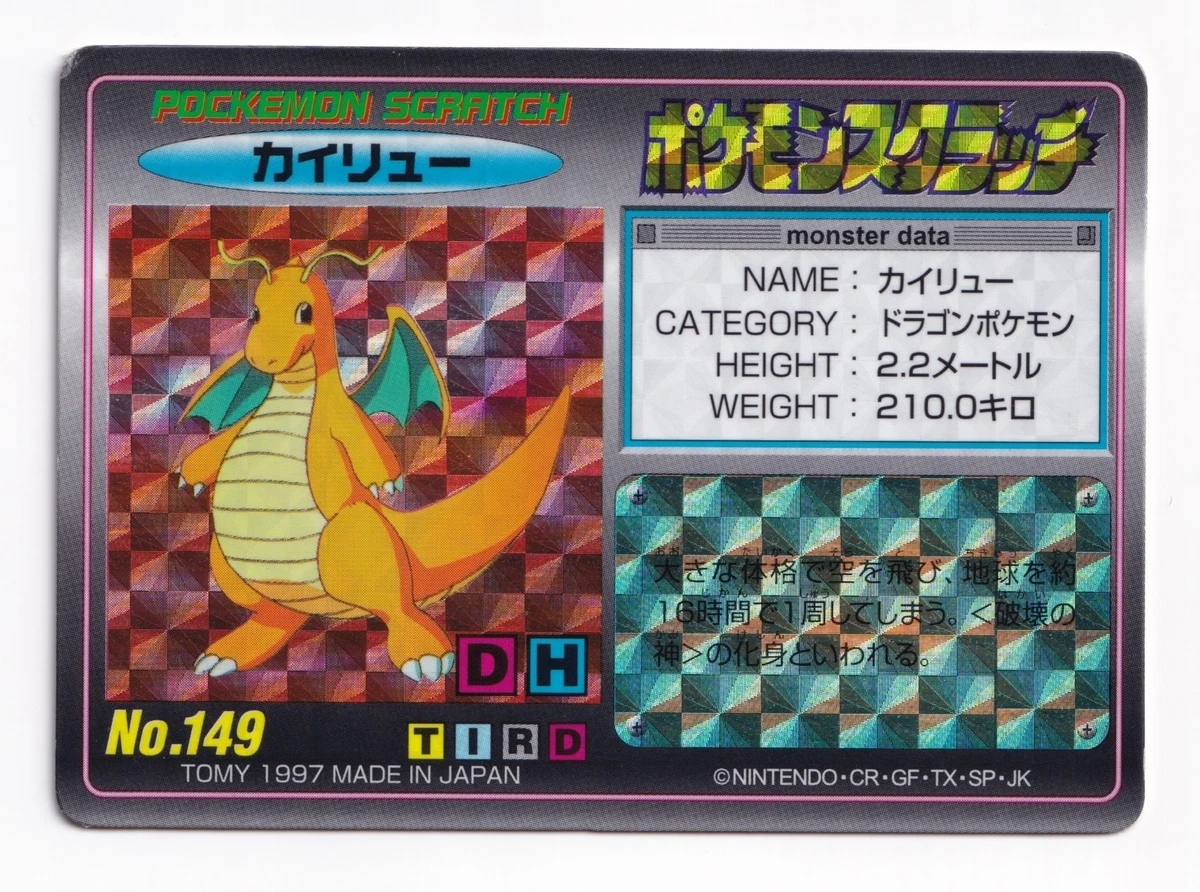 POCKEMON SCRATCH
カイリュー
ポケモンスクラッチ
monster data
NAME : カイリュー
CATEGORY : ドラゴンポケモン
HEIGHT : 2.2メートル
WEIGHT : 210.0キロ
大きな体格で空を飛び、地球を約
16時間で1周してしまう。<破壊の
神>の化身といわれる。
D H
No.149
T I R D
TOMY 1997 MADE IN JAPAN
©NINTENDO・CR・GF・TX・SP・JK